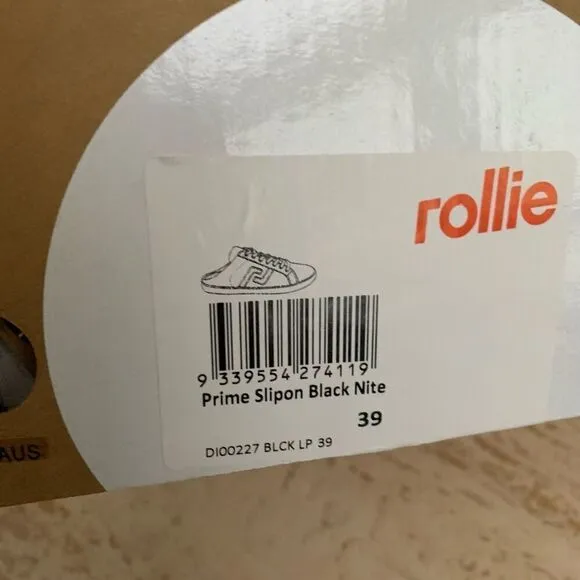 rollie
9 339554 274119
Prime Slipon Black Nite
39
DI00227 BLCK LP 39
AUS